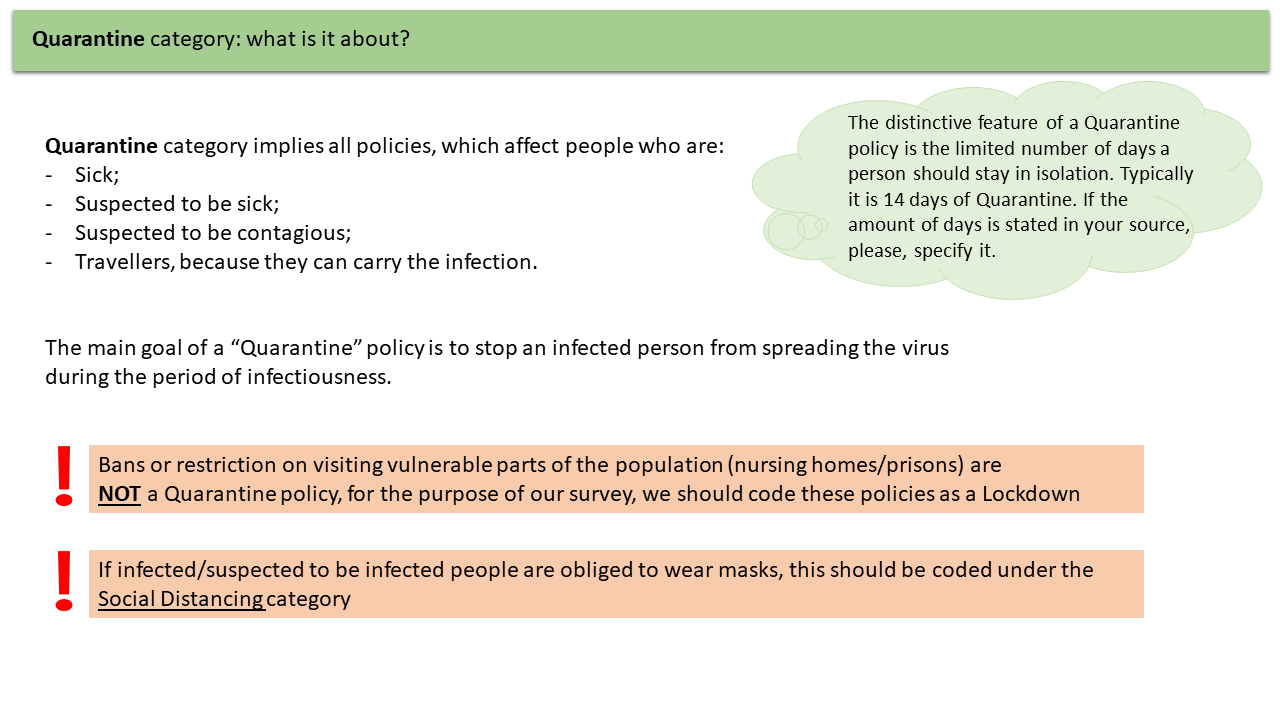 Quarantine category: what is it about?
Quarantine category implies all policies, which affect people who are:
- Sick;
- Suspected to be sick;
- Suspected to be contagious;
- Travellers, because they can carry the infection.
The distinctive feature of a Quarantine
policy is the limited number of days a
person should stay in isolation. Typically
it is 14 days of Quarantine. If the
amount of days is stated in your source,
please, specify it.
The main goal of a “Quarantine” policy is to stop an infected person from spreading the virus
during the period of infectiousness.
! Bans or restriction on visiting vulnerable parts of the population (nursing homes/prisons) are
NOT a Quarantine policy, for the purpose of our survey, we should code these policies as a Lockdown
! If infected/suspected to be infected people are obliged to wear masks, this should be coded under the
Social Distancing category